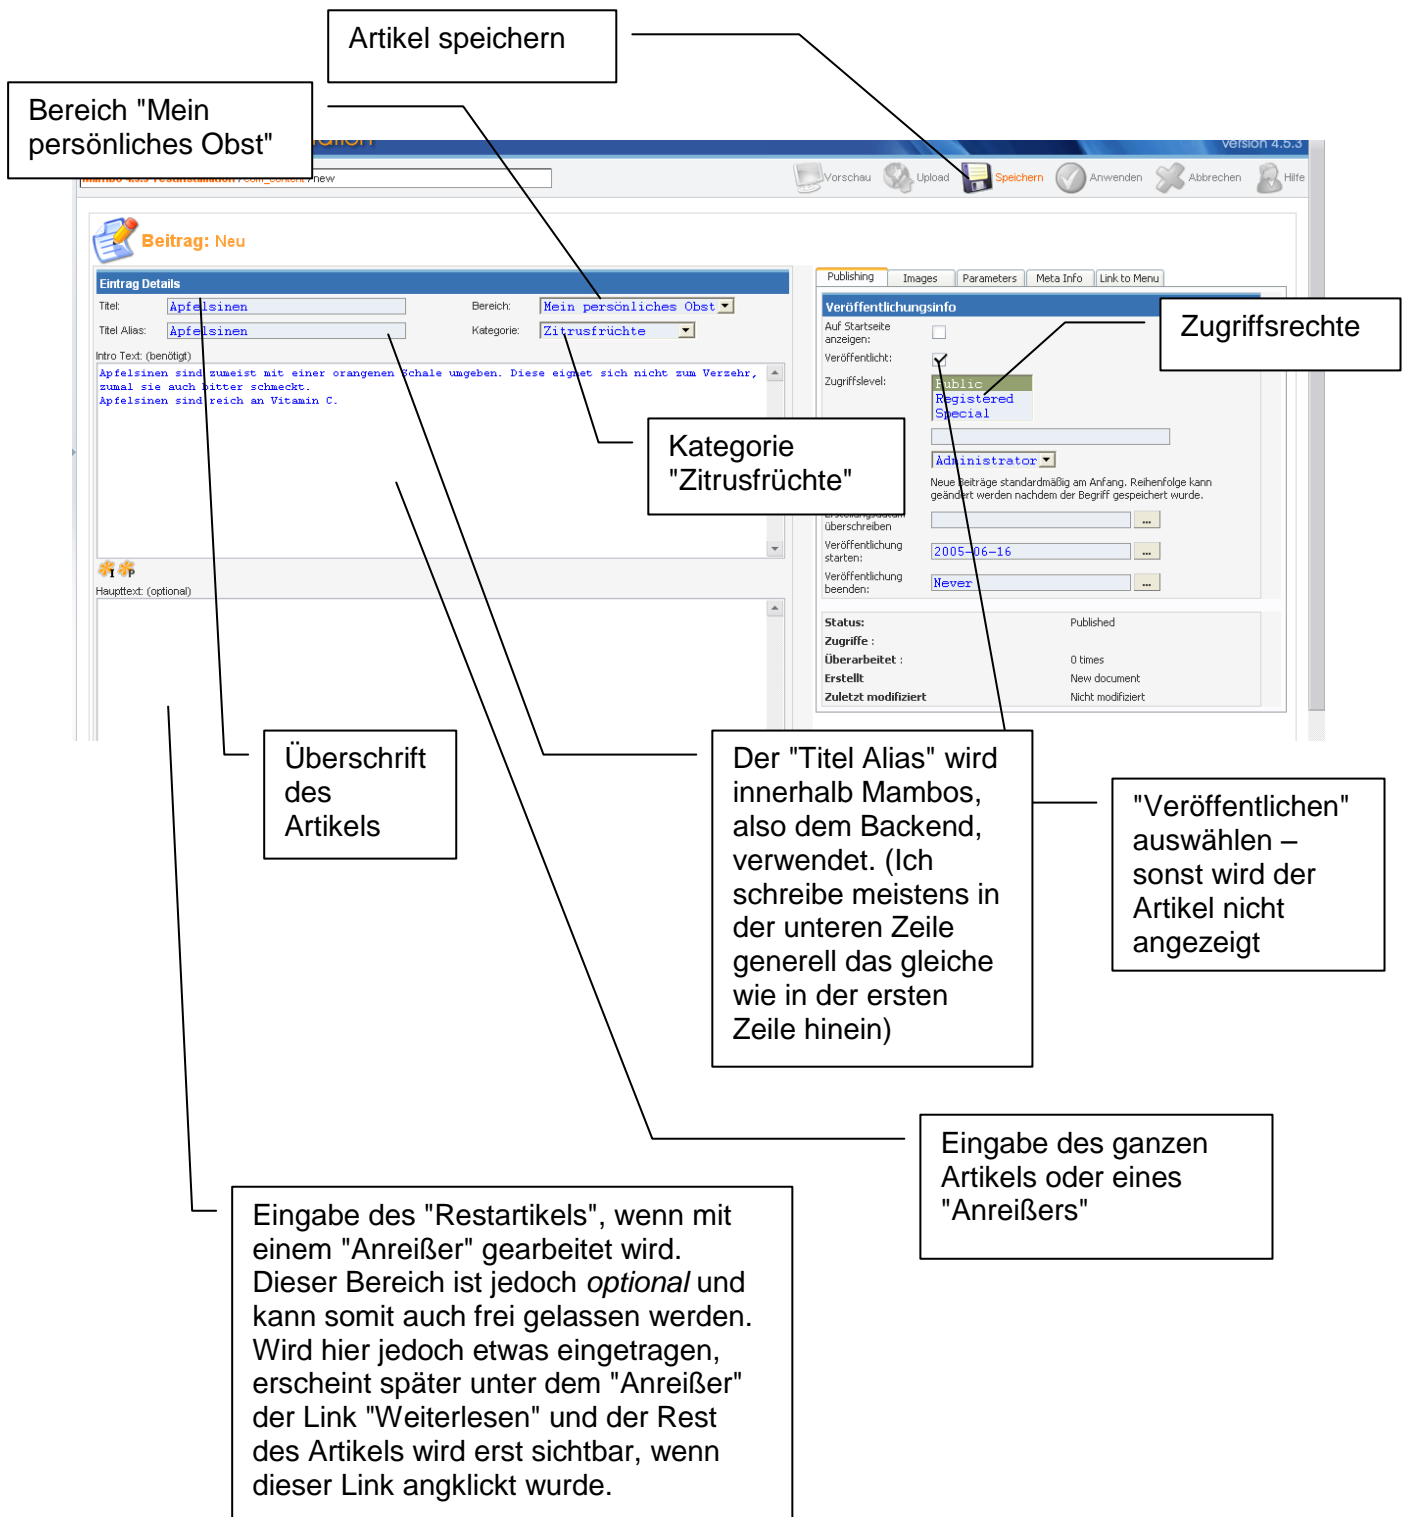 Artikel speichern
Bereich "Mein
persönliches Obst"
Version 4.5.3
/new
Vorschau
Upload
Speichern
Anwenden
Abbrechen
Hilfe
Beitrag: Neu
Eintrag Details
Titel:
Apfelsinen
Bereich:
Mein persönliches Obst
Titel Alias:
Apfelsinen
Kategorie:
Zitrusfrüchte
Intro Text: (benötigt)
Apfelsinen sind zumeist mit einer orangenen Schale umgeben. Diese eignet sich nicht zum Verzehr,
zumal sie auch bitter schmeckt.
Apfelsinen sind reich an Vitamin C.
Haupttext: (optional)
Publishing
Images
Parameters
Meta Info
Link to Menu
Veröffentlichungsinfo
Auf Startseite
anzeigen:
Veröffentlicht:
Zugriffslevel:
Public
Registered
Special
Administrator
Neue Beiträge standardmäßig am Anfang. Reihenfolge kann
geändert werden nachdem der Begriff gespeichert wurde.
Erstellungsdatum
überschreiben
...
Veröffentlichung
starten:
2005-06-16
...
Veröffentlichung
beenden:
Never
...
Status:
Published
Zugriffe :
Überarbeitet :
0 times
Erstellt
New document
Zuletzt modifiziert
Nicht modifiziert
Zugriffsrechte
Kategorie
"Zitrusfrüchte"
Überschrift
des
Artikels
Der "Titel Alias" wird
innerhalb Mambos,
also dem Backend,
verwendet. (Ich
schreibe meistens in
der unteren Zeile
generell das gleiche
wie in der ersten
Zeile hinein)
"Veröffentlichen"
auswählen –
sonst wird der
Artikel nicht
angezeigt
Eingabe des ganzen
Artikels oder eines
"Anreißers"
Eingabe des "Restartikels", wenn mit
einem "Anreißer" gearbeitet wird.
Dieser Bereich ist jedoch optional und
kann somit auch frei gelassen werden.
Wird hier jedoch etwas eingetragen,
erscheint später unter dem "Anreißer"
der Link "Weiterlesen" und der Rest
des Artikels wird erst sichtbar, wenn
dieser Link angklickt wurde.